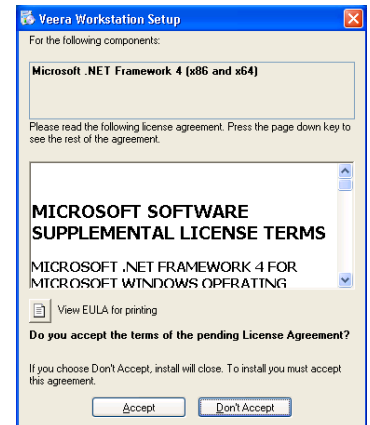 Veera Workstation Setup
For the following components:
Microsoft .NET Framework 4 (x86 and x64)
Please read the following license agreement. Press the page down key to
see the rest of the agreement.
MICROSOFT SOFTWARE
SUPPLEMENTAL LICENSE TERMS
MICROSOFT .NET FRAMEWORK 4 FOR
MICROSOFT WINDOWS OPERATING
View EULA for printing
Do you accept the terms of the pending License Agreement?
If you choose Don't Accept, install will close. To install you must accept
this agreement.
Accept
Don't Accept